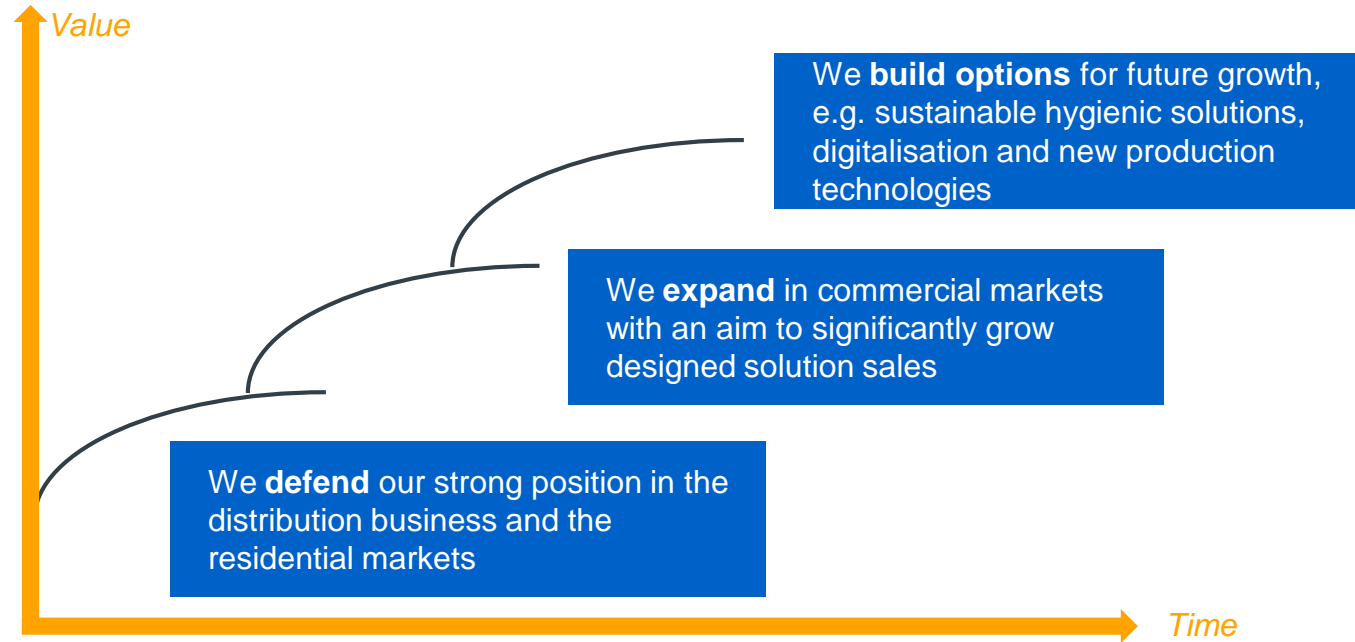 Value
We build options for future growth,
e.g. sustainable hygienic solutions,
digitalisation and new production
technologies
We expand in commercial markets
with an aim to significantly grow
designed solution sales
We defend our strong position in the
distribution business and the
residential markets
Time